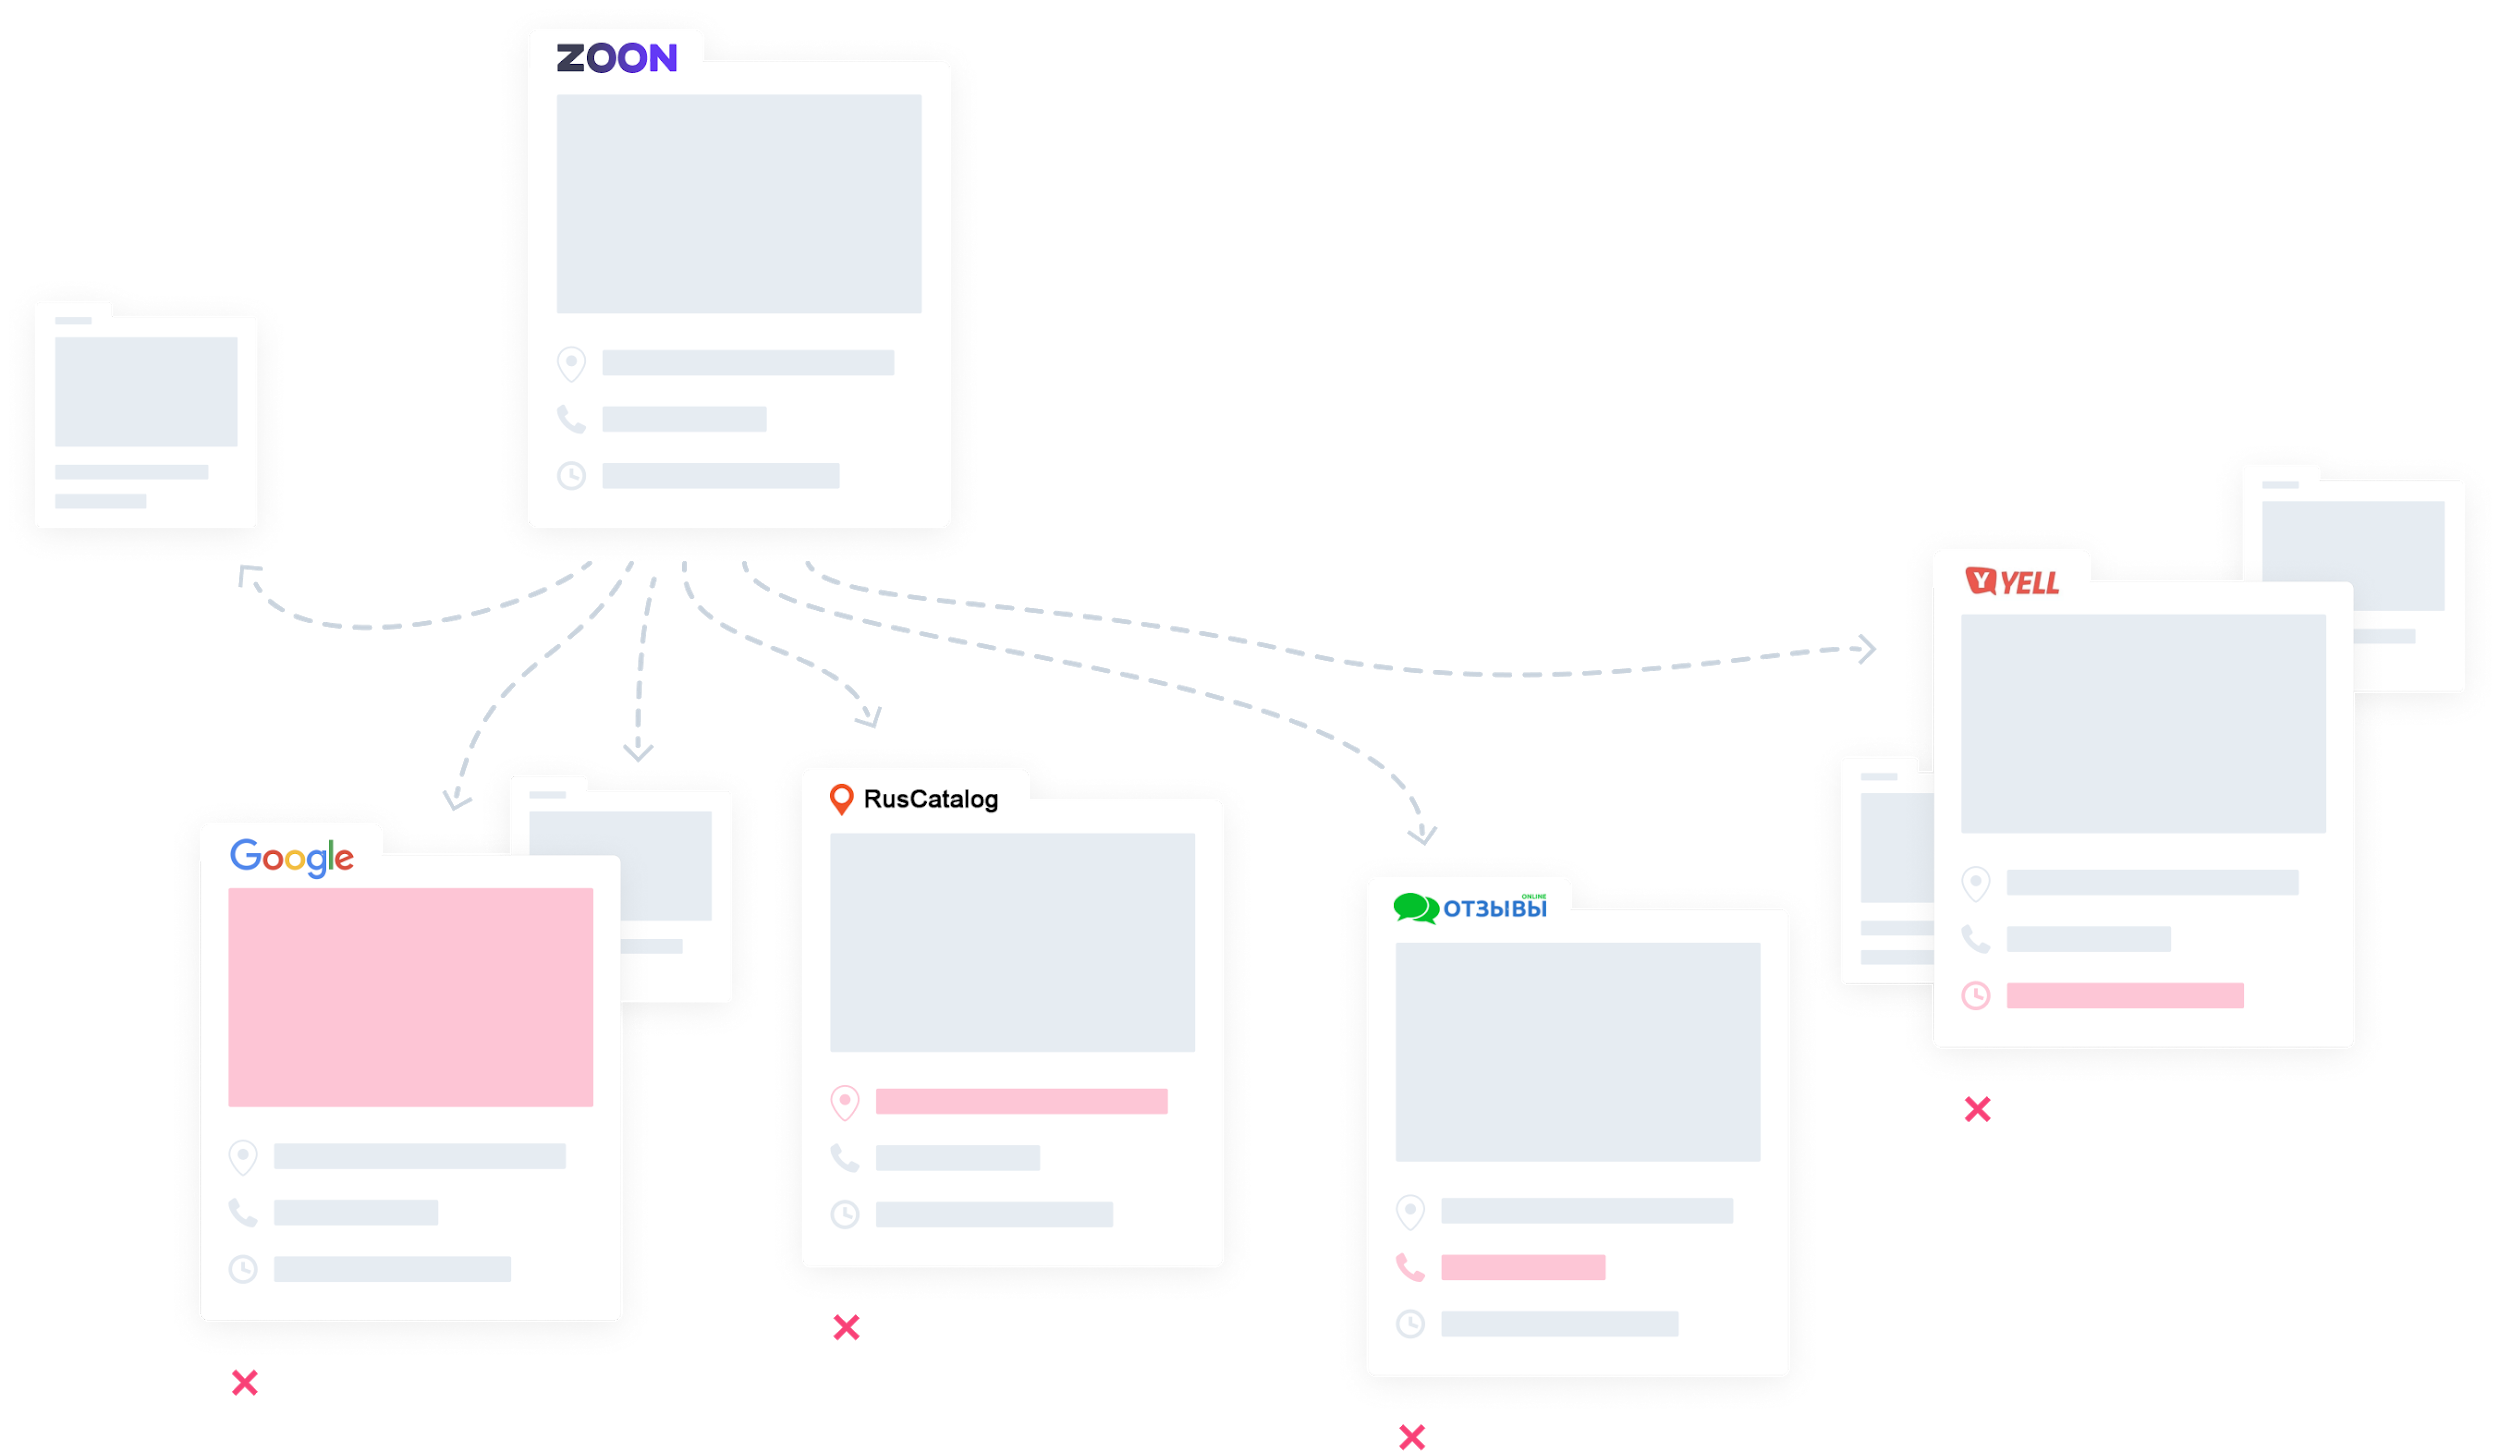 ZOON
Y YELL
RusCatalog
Google
ONLINE
ОТЗЫВЫ